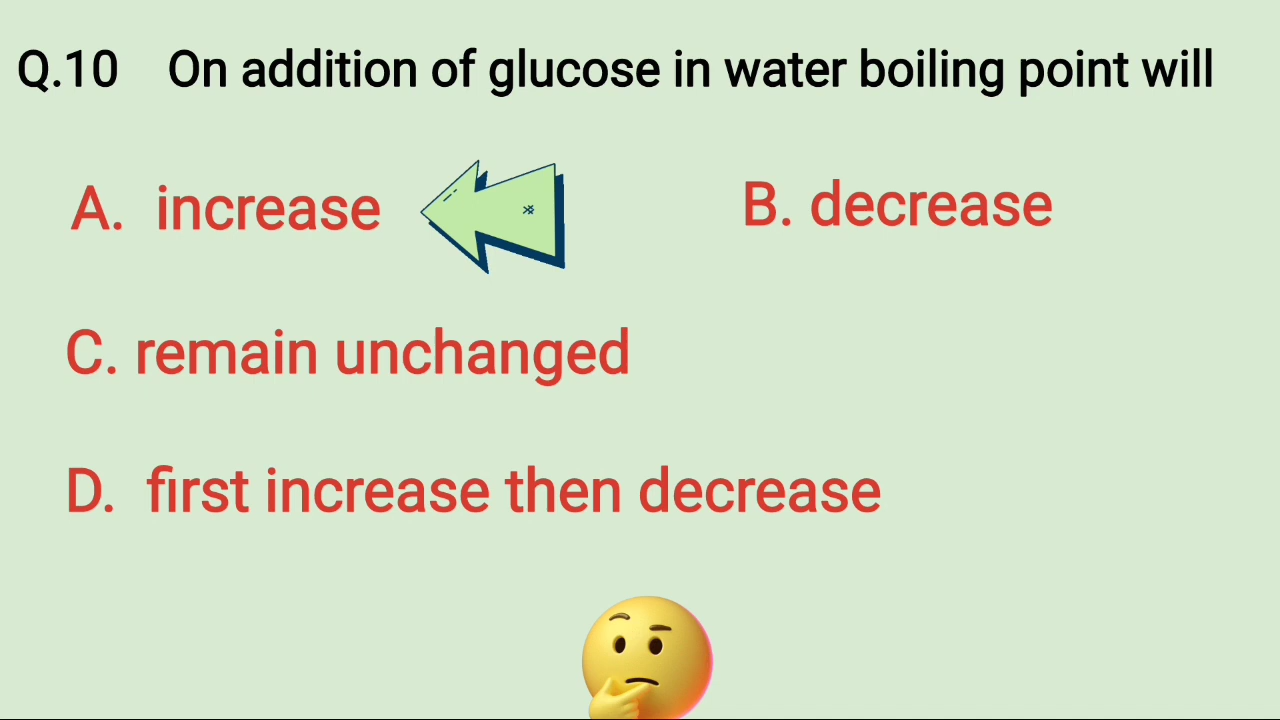 Q.10 On addition of glucose in water boiling point will
A. increase
B. decrease
C. remain unchanged
D. first increase then decrease